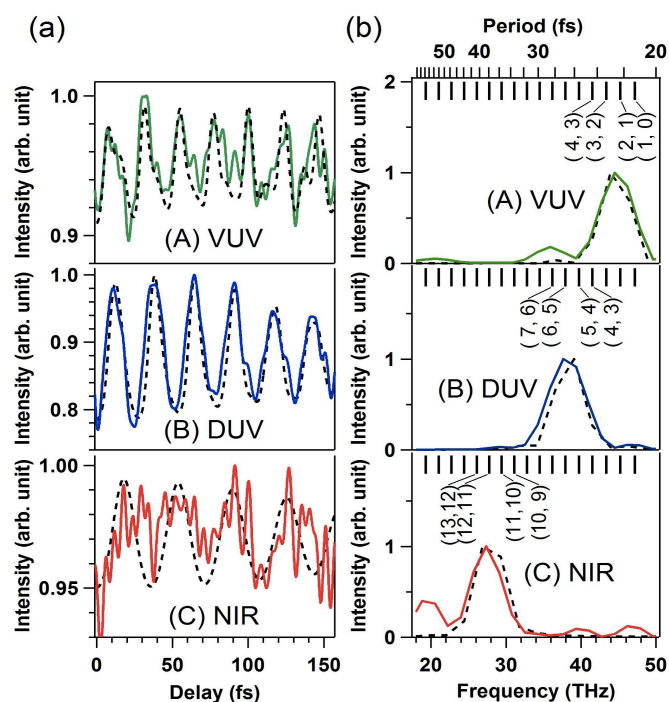 (a)
(b)
Period (fs)
50 40 30 20
Intensity (arb. unit)
1.0
0.9
(A) VUV
Intensity (arb. unit)
2
1
0
(4, 3)
(3, 2)
(2, 1)
(1, 0)
(A) VUV
Intensity (arb. unit)
1.0
0.9
0.8
(B) DUV
Intensity (arb. unit)
1
0
(7, 6)
(6, 5)
(5, 4)
(4, 3)
(B) DUV
Intensity (arb. unit)
1.00
0.95
(C) NIR
0 50 100 150
Delay (fs)
Intensity (arb. unit)
1
0
(13, 12)
(12, 11)
(11, 10)
(10, 9)
(C) NIR
20 30 40 50
Frequency (THz)